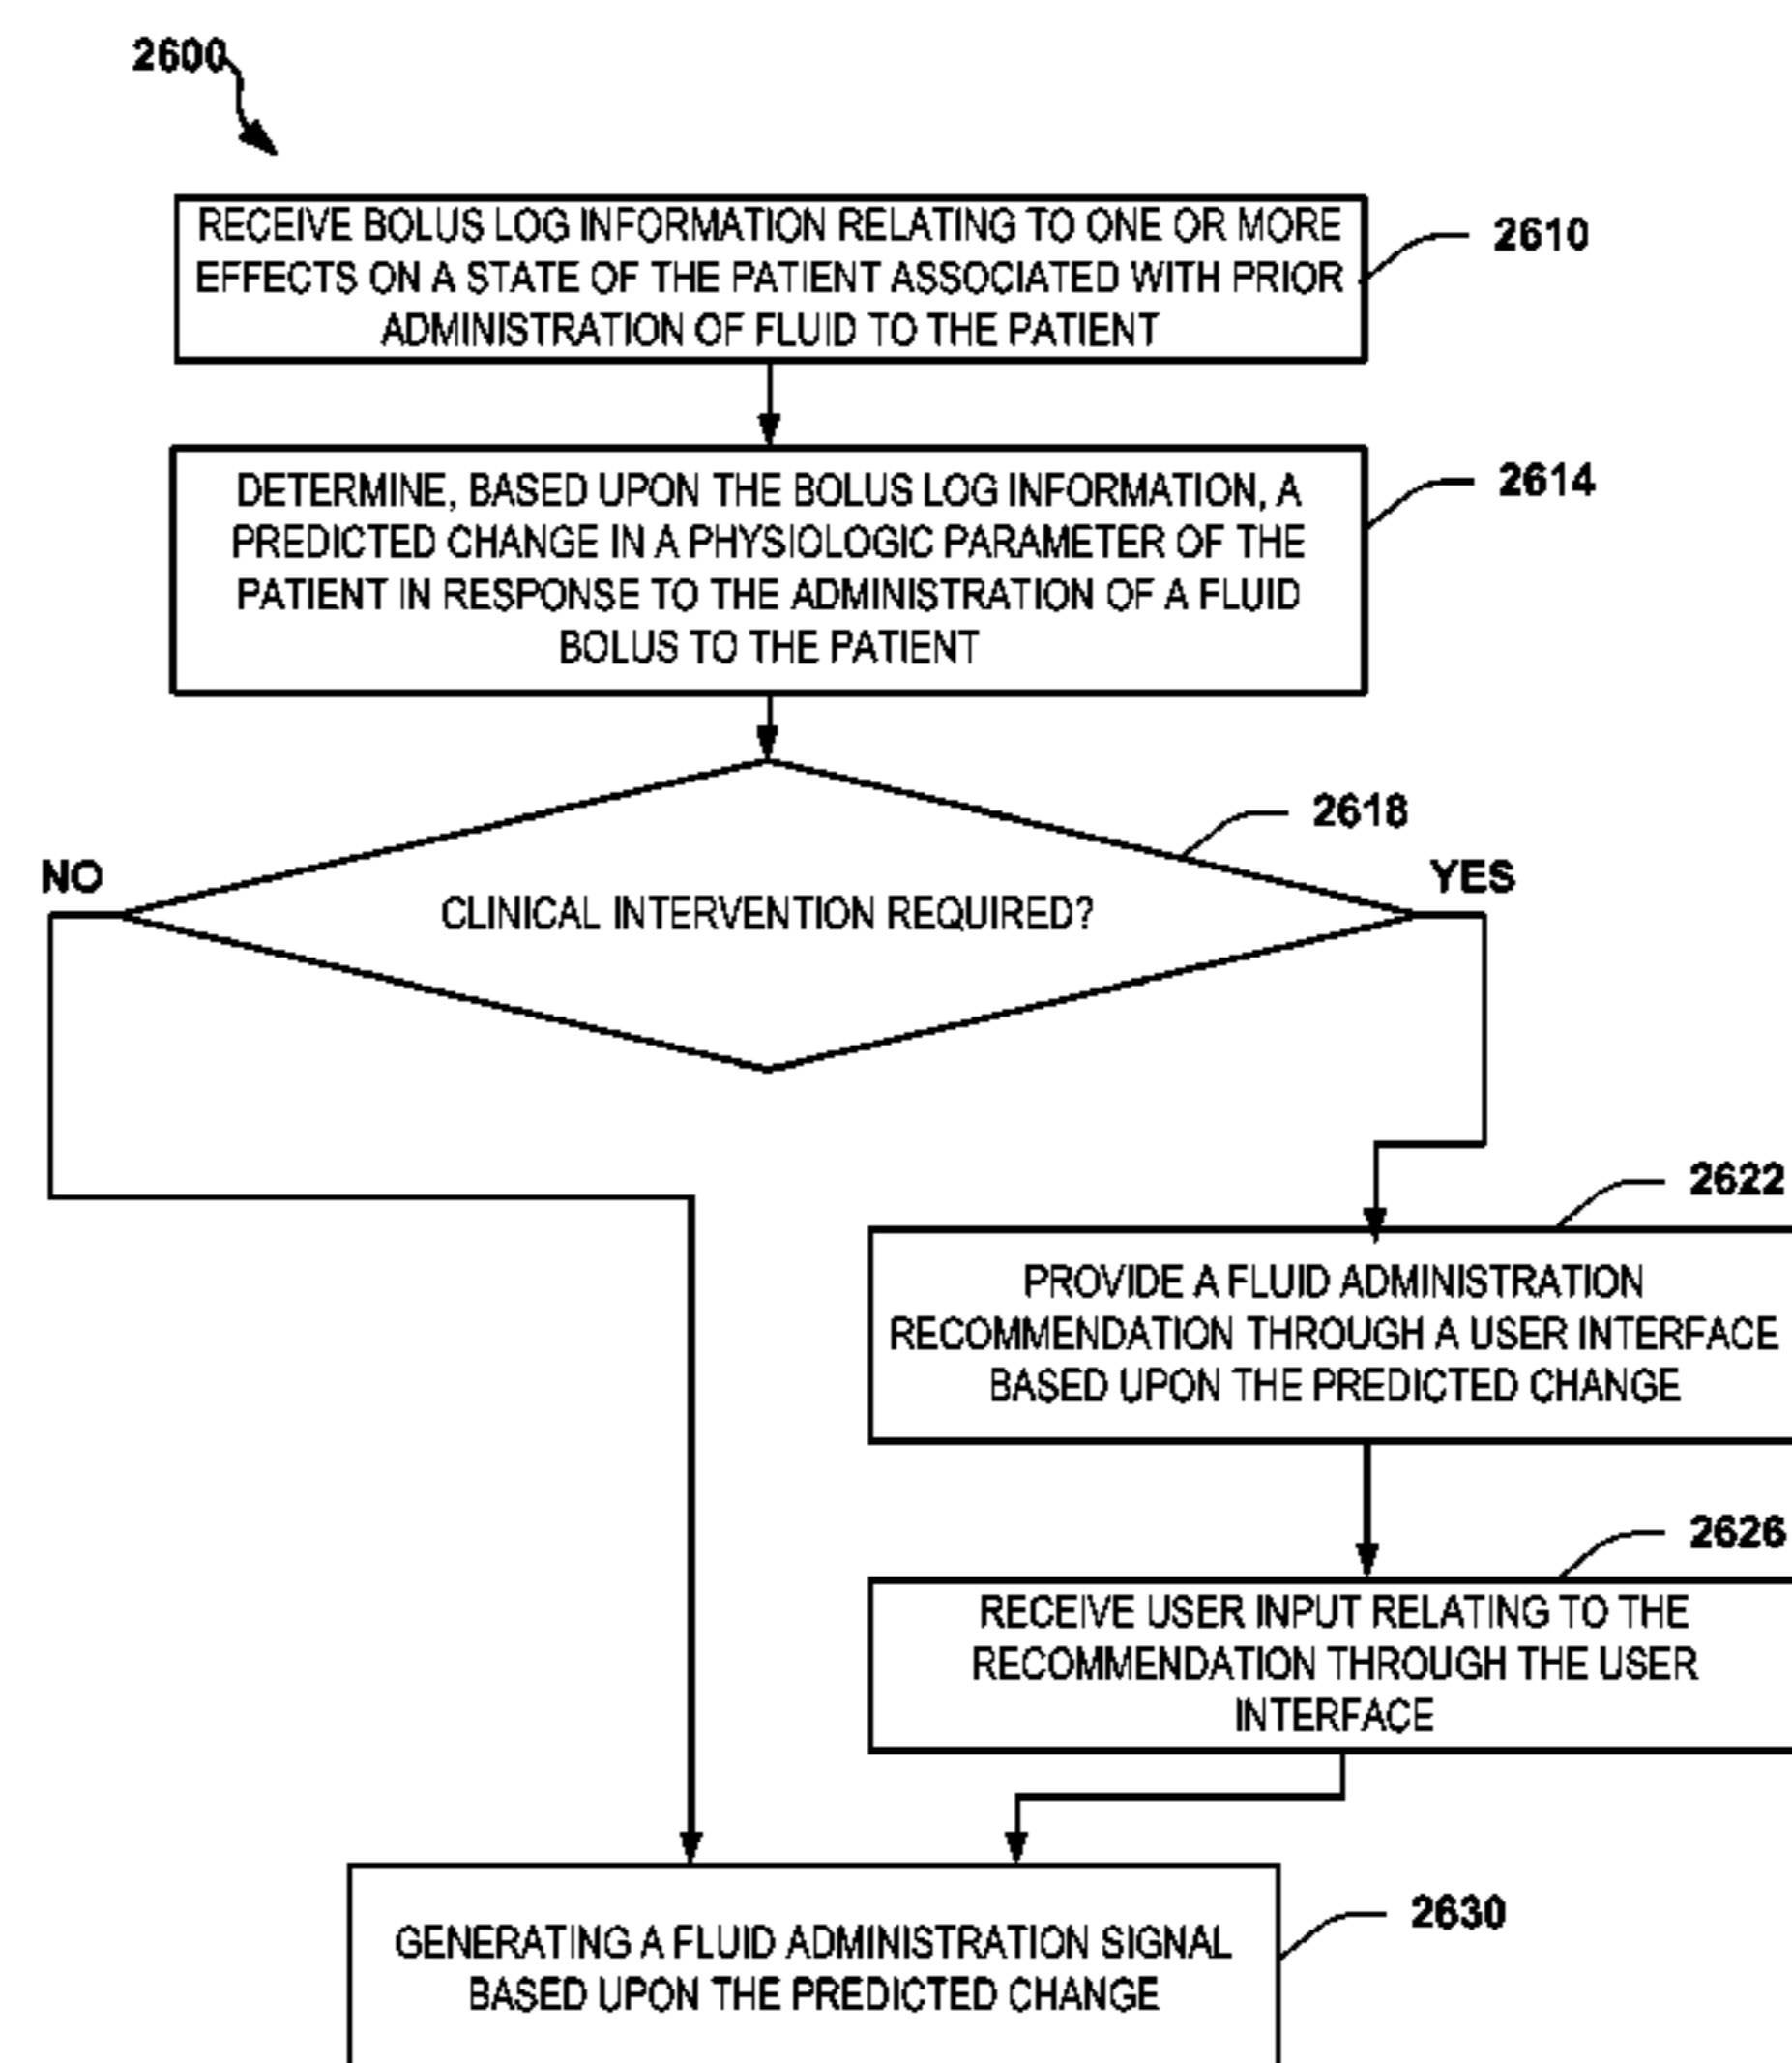 2600
RECEIVE BOLUS LOG INFORMATION RELATING TO ONE OR MORE
EFFECTS ON A STATE OF THE PATIENT ASSOCIATED WITH PRIOR
ADMINISTRATION OF FLUID TO THE PATIENT
2610
DETERMINE, BASED UPON THE BOLUS LOG INFORMATION, A
PREDICTED CHANGE IN A PHYSIOLOGIC PARAMETER OF THE
PATIENT IN RESPONSE TO THE ADMINISTRATION OF A FLUID
BOLUS TO THE PATIENT
2614
2618
NO
CLINICAL INTERVENTION REQUIRED?
YES
2622
PROVIDE A FLUID ADMINISTRATION
RECOMMENDATION THROUGH A USER INTERFACE
BASED UPON THE PREDICTED CHANGE
2626
RECEIVE USER INPUT RELATING TO THE
RECOMMENDATION THROUGH THE USER
INTERFACE
2630
GENERATING A FLUID ADMINISTRATION SIGNAL
BASED UPON THE PREDICTED CHANGE